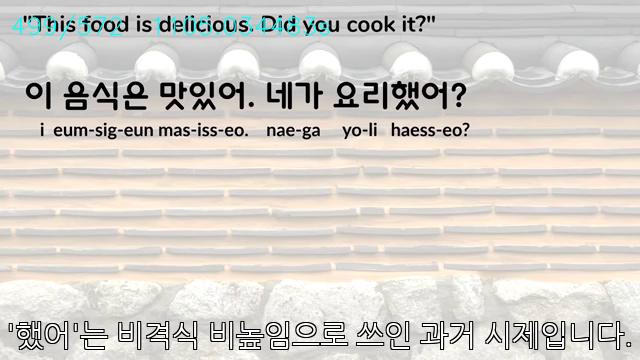 "This food is delicious. Did you cook it?"
이 음식은 맛있어. 네가 요리했어?
i eum-sig-eun mas-iss-eo. nae-ga yo-li haess-eo?
'했어'는 비격식 비높임으로 쓰인 과거 시제입니다.